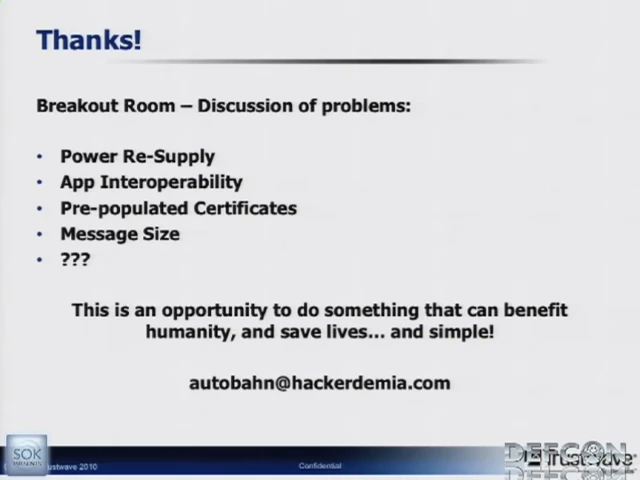 Thanks!
Breakout Room – Discussion of problems:
• Power Re-Supply
• App Interoperability
• Pre-populated Certificates
• Message Size
• ???
This is an opportunity to do something that can benefit
humanity, and save lives... and simple!
autobahn@hackerdemia.com
SOK
2010
Confidential
DEFCON
Trustwave